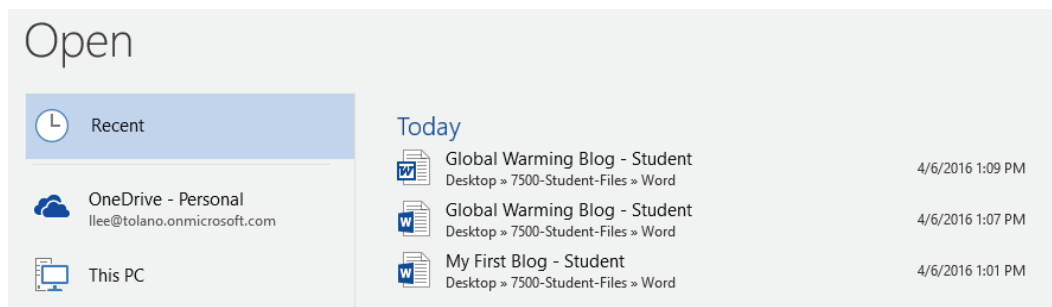 Open
Recent
OneDrive - Personal
llee@tolano.onmicrosoft.com
This PC
Today
Global Warming Blog - Student 4/6/2016 1:09 PM
Desktop » 7500-Student-Files » Word
Global Warming Blog - Student 4/6/2016 1:07 PM
Desktop » 7500-Student-Files » Word
My First Blog - Student 4/6/2016 1:01 PM
Desktop » 7500-Student-Files » Word